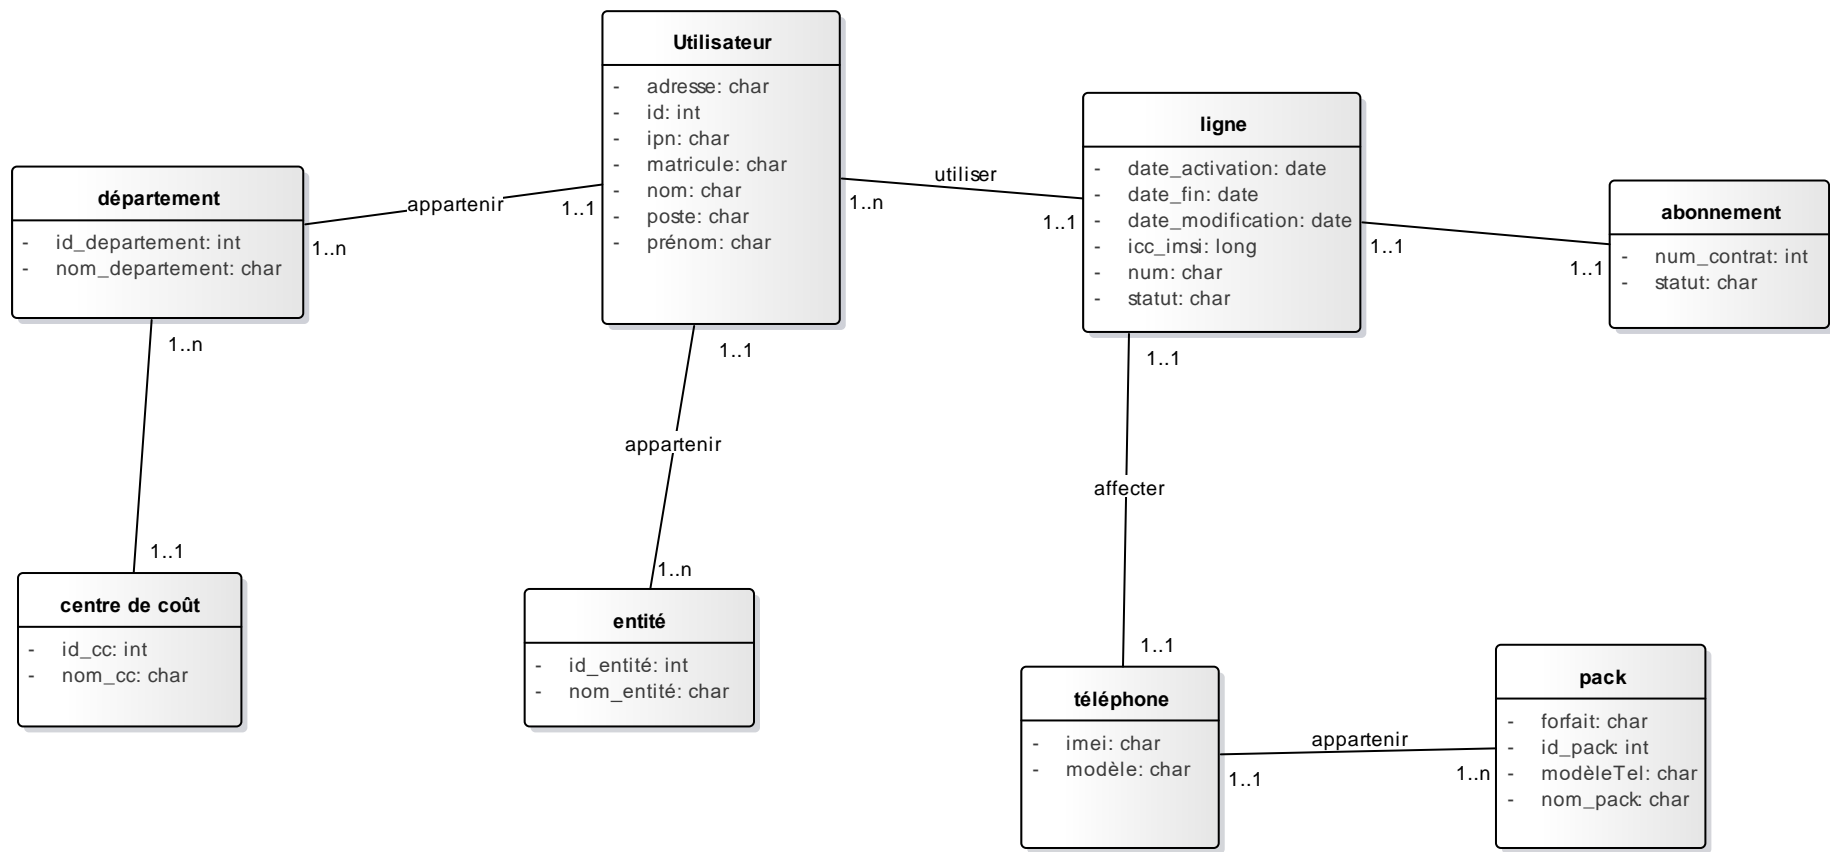 Utilisateur
- adresse: char
- id: int
- ipn: char
- matricule: char
- nom: char
- poste: char
- prénom: char
ligne
- date_activation: date
- date_fin: date
- date_modification: date
- icc_imsi: long
- num: char
- statut: char
département
- id_departement: int
- nom_departement: char
abonnement
- num_contrat: int
- statut: char
appartenir
1..n
1..1
utiliser
1..n
1..1
1..1
1..1
1..n
1..1
1..1
appartenir
1..n
1..1
affecter
1..1
centre de coût
- id_cc: int
- nom_cc: char
entité
- id_entité: int
- nom_entité: char
téléphone
- imei: char
- modèle: char
appartenir
1..1
1..n
pack
- forfait: char
- id_pack: int
- modèleTel: char
- nom_pack: char